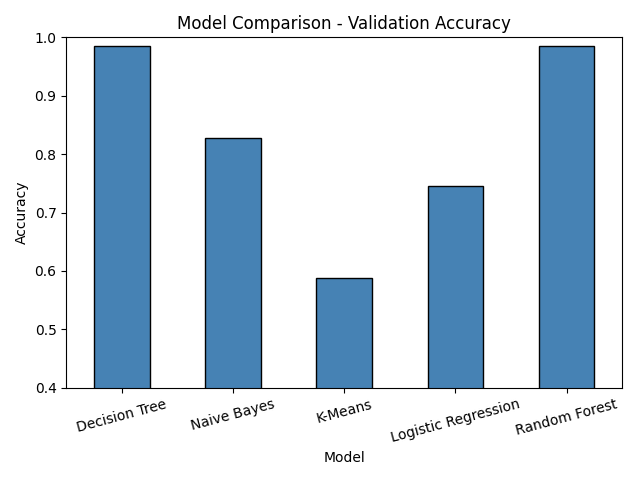 Model Comparison - Validation Accuracy
1.0
0.9
0.8
0.7
0.6
0.5
0.4
Accuracy
Decision Tree
Naive Bayes
K-Means
Logistic Regression
Random Forest
Model